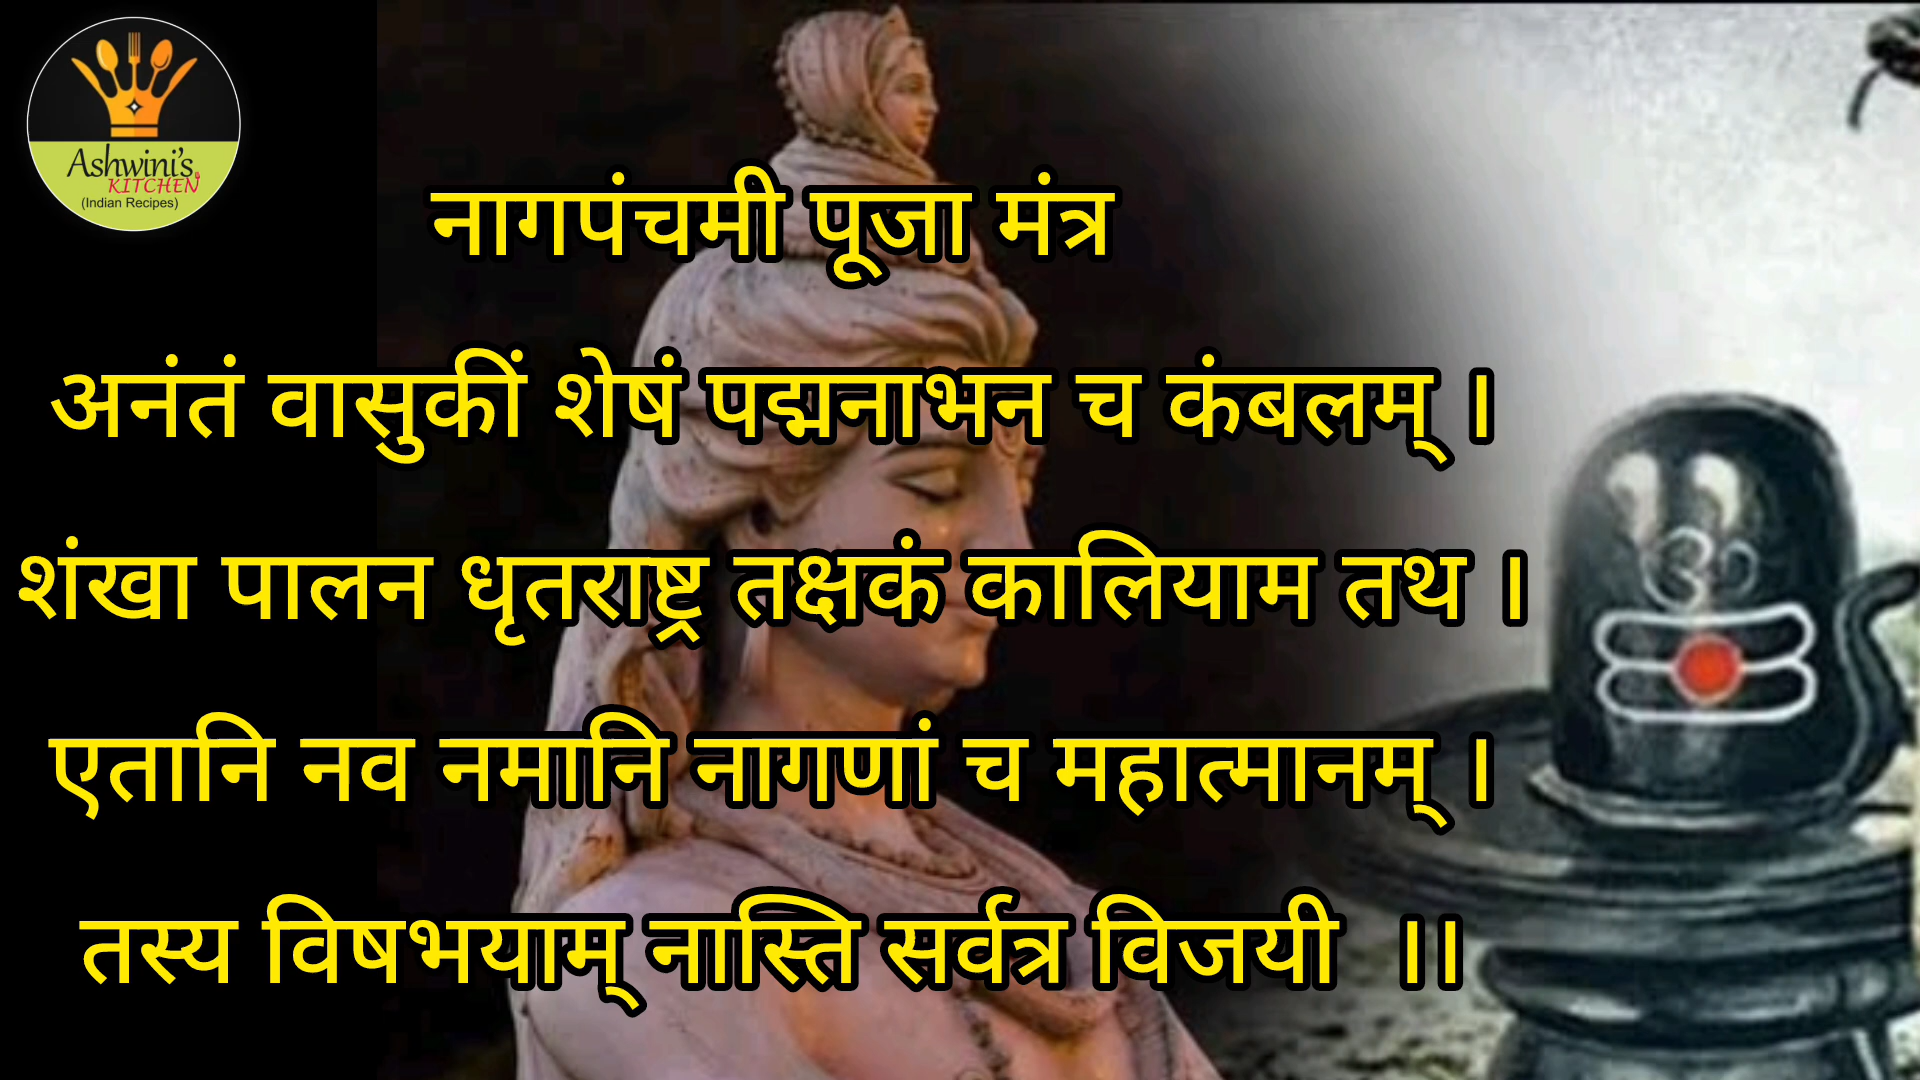 Ashwini's
KITCHEN
(Indian Recipes)
नागपंचमी पूजा मंत्र
अनंतं वासुकीं शेषं पद्मनाभन च कंबलम् ।
शंखा पालन धृतराष्ट्र तक्षकं कालियाम तथ ।
एतानि नव नमानि नागणां च महात्मानम् ।
तस्य विषभयाम् नास्ति सर्वत्र विजयी ।।
ॐ